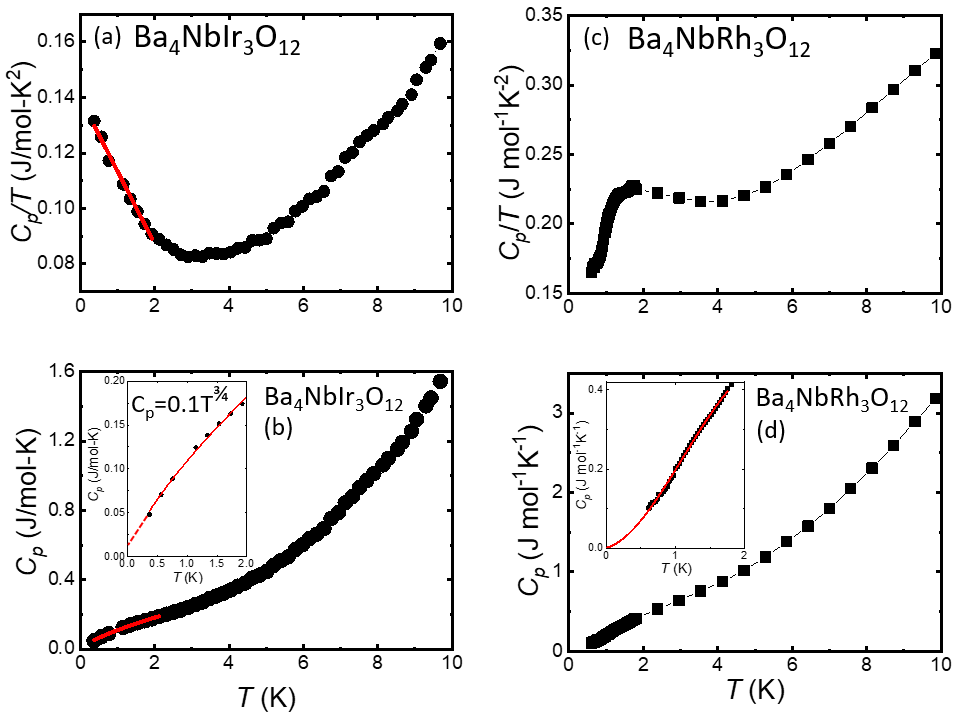 (a) Ba₄NbIr₃O₁₂
Cₚ/T (J/mol-K²)
0.16
0.14
0.12
0.10
0.08
0 2 4 6 8 10
(c) Ba₄NbRh₃O₁₂
Cₚ/T (J mol⁻¹K⁻²)
0.35
0.30
0.25
0.20
0.15
0 2 4 6 8 10
Ba₄NbIr₃O₁₂
(b)
Cₚ (J/mol-K)
1.6
1.2
0.8
0.4
0.0
0 2 4 6 8 10
T (K)
Cₚ=0.1T^¾
Cₚ (J/mol-K)
0.20
0.15
0.10
0.05
0.00
0.0 0.5 1.0 1.5 2.0
T (K)
Ba₄NbRh₃O₁₂
(d)
Cₚ (J mol⁻¹K⁻¹)
3
2
1
0
0 2 4 6 8 10
T (K)
Cₚ (J mol⁻¹K⁻¹)
0.4
0.2
0.0
0 1 2
T (K)